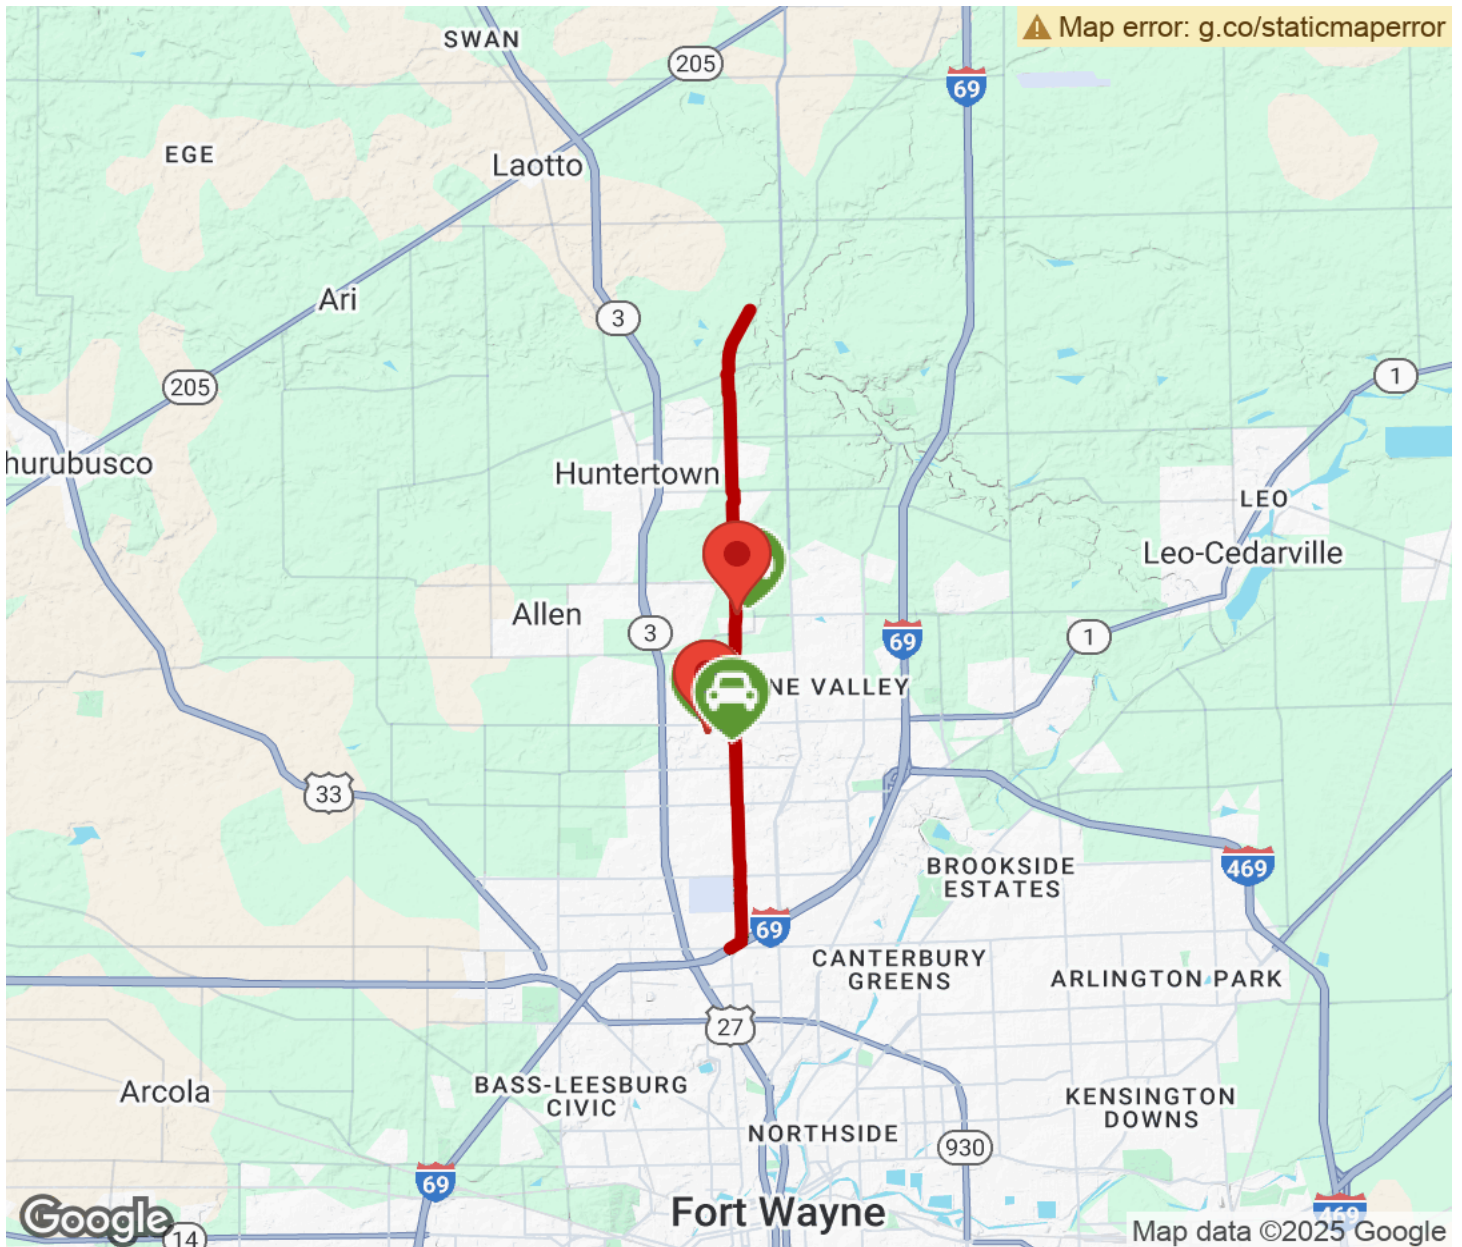 Map error: g.co/staticmaperror
SWAN
205
69
EGE
Laotto
Ari
3
205
1
hurubusco
Huntertown
LEO
Leo-Cedarville
Allen
3
69
1
NE VALLEY
33
BROOKSIDE
ESTATES
469
69
CANTERBURY
GREENS
ARLINGTON PARK
27
Arcola
BASS-LEESBURG
CIVIC
KENSINGTON
DOWNS
NORTHSIDE
930
69
Fort Wayne
469
Google
14
Map data ©2025 Google